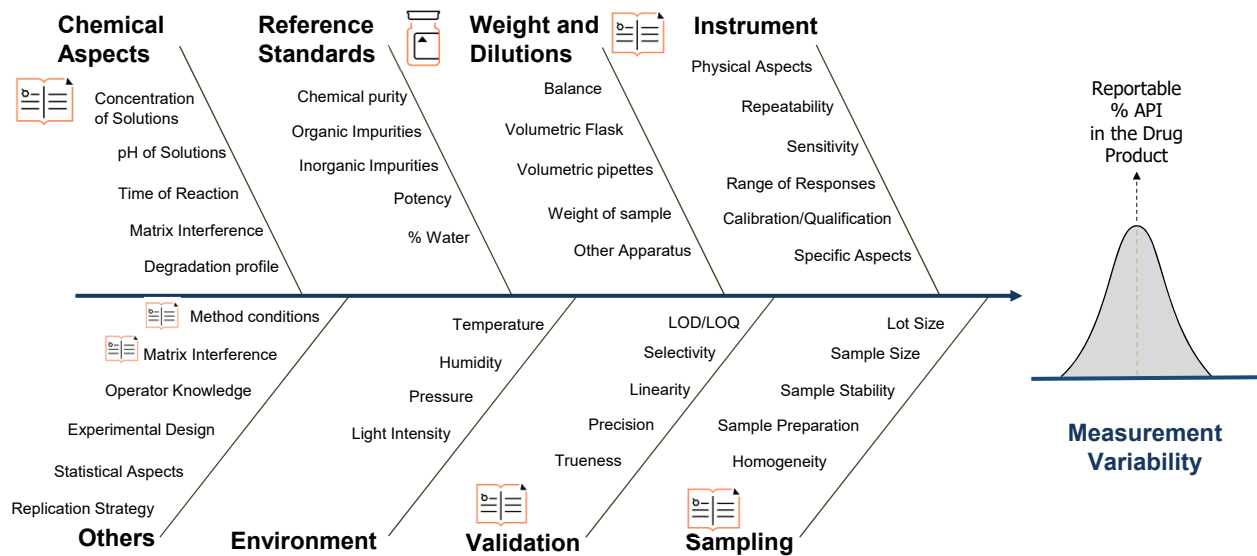 Chemical
Aspects
Concentration
of Solutions
pH of Solutions
Time of Reaction
Matrix Interference
Degradation profile
Reference
Standards
Chemical purity
Organic Impurities
Inorganic Impurities
Potency
% Water
Weight and
Dilutions
Balance
Volumetric Flask
Volumetric pipettes
Weight of sample
Other Apparatus
Instrument
Physical Aspects
Repeatability
Sensitivity
Range of Responses
Calibration/Qualification
Specific Aspects
Method conditions
Matrix Interference
Operator Knowledge
Experimental Design
Statistical Aspects
Replication Strategy
Others
Temperature
Humidity
Pressure
Light Intensity
Environment
LOD/LOQ
Selectivity
Linearity
Precision
Trueness
Validation
Lot Size
Sample Size
Sample Stability
Sample Preparation
Homogeneity
Sampling
Reportable
% API
in the Drug
Product
Measurement
Variability